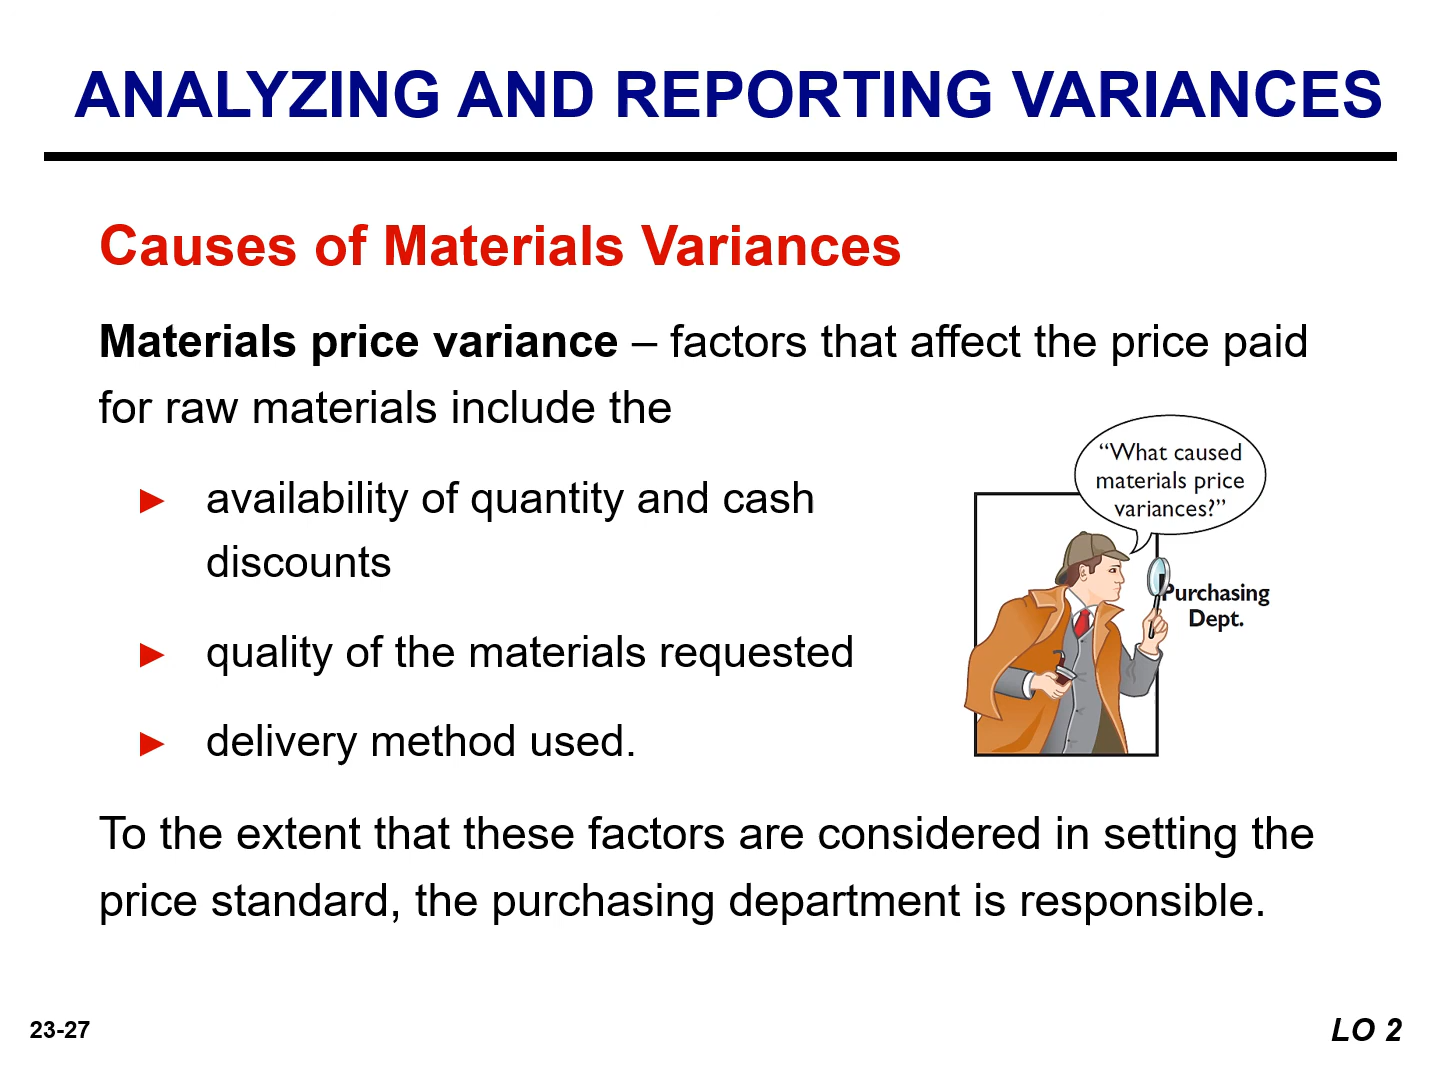 ANALYZING AND REPORTING VARIANCES
Causes of Materials Variances
Materials price variance – factors that affect the price paid
for raw materials include the
► availability of quantity and cash
discounts
► quality of the materials requested
► delivery method used.
“What caused
materials price
variances?”
Purchasing
Dept.
To the extent that these factors are considered in setting the
price standard, the purchasing department is responsible.
23-27
LO 2